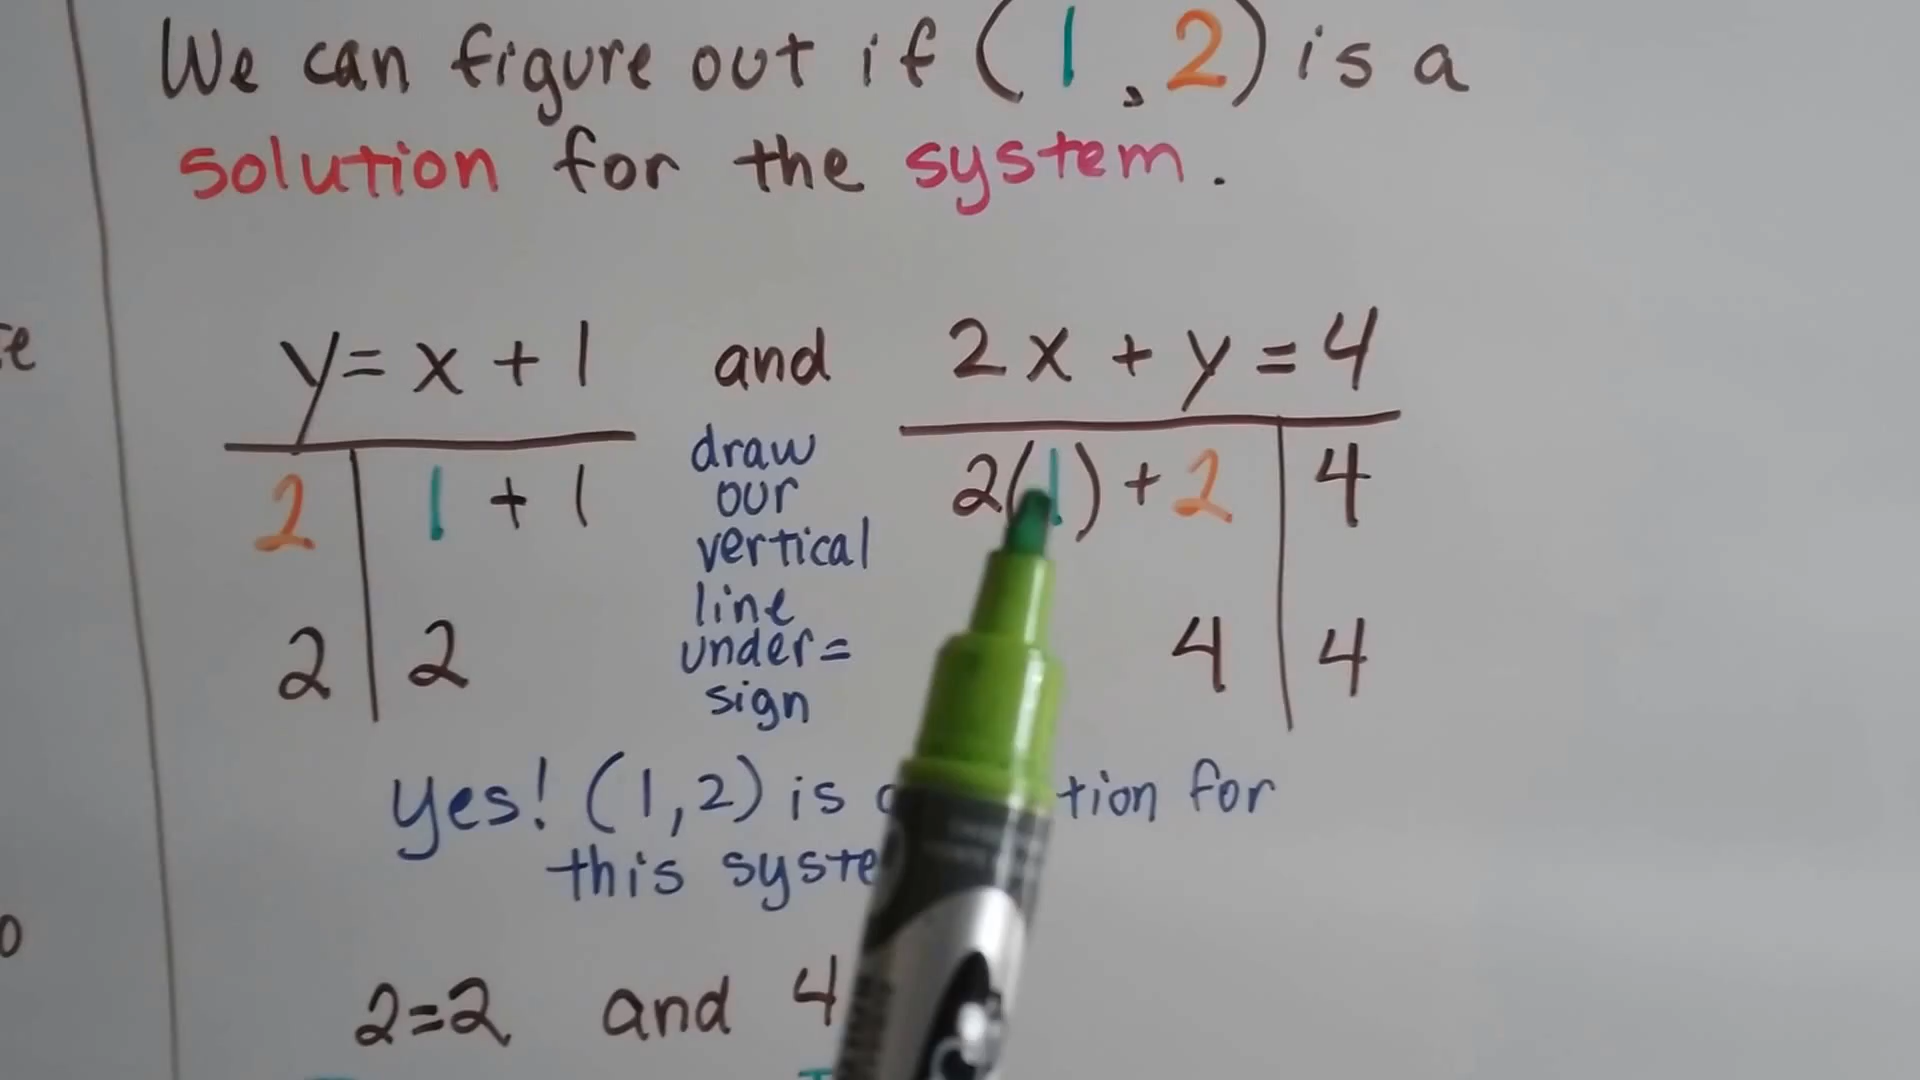 We can figure out if (1, 2) is a
solution for the system.
y = x + 1 and 2x + y = 4
2 | 1 + 1
draw
our
vertical
line
under =
sign
2(1) + 2 | 4
2 | 2
4 | 4
yes! (1, 2) is for
this
2 = 2 and 4